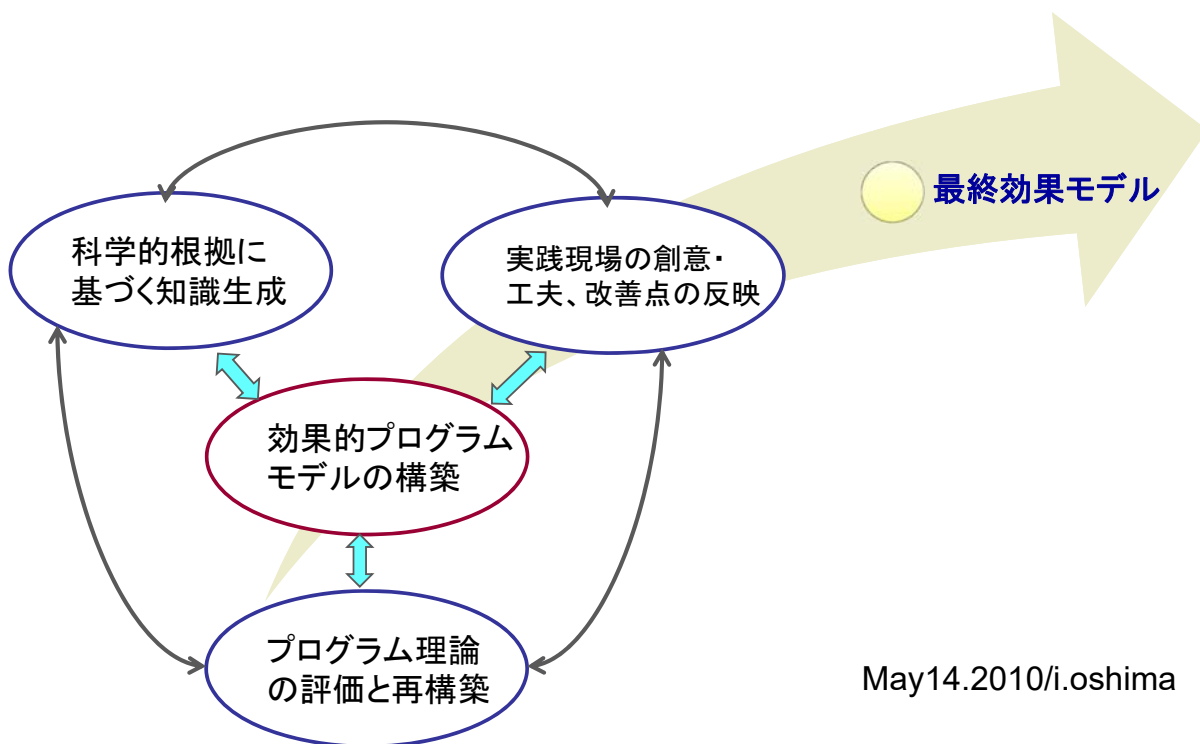 最終効果モデル
科学的根拠に
基づく知識生成
実践現場の創意・
工夫、改善点の反映
効果的プログラム
モデルの構築
プログラム理論
の評価と再構築
May14.2010/i.oshima